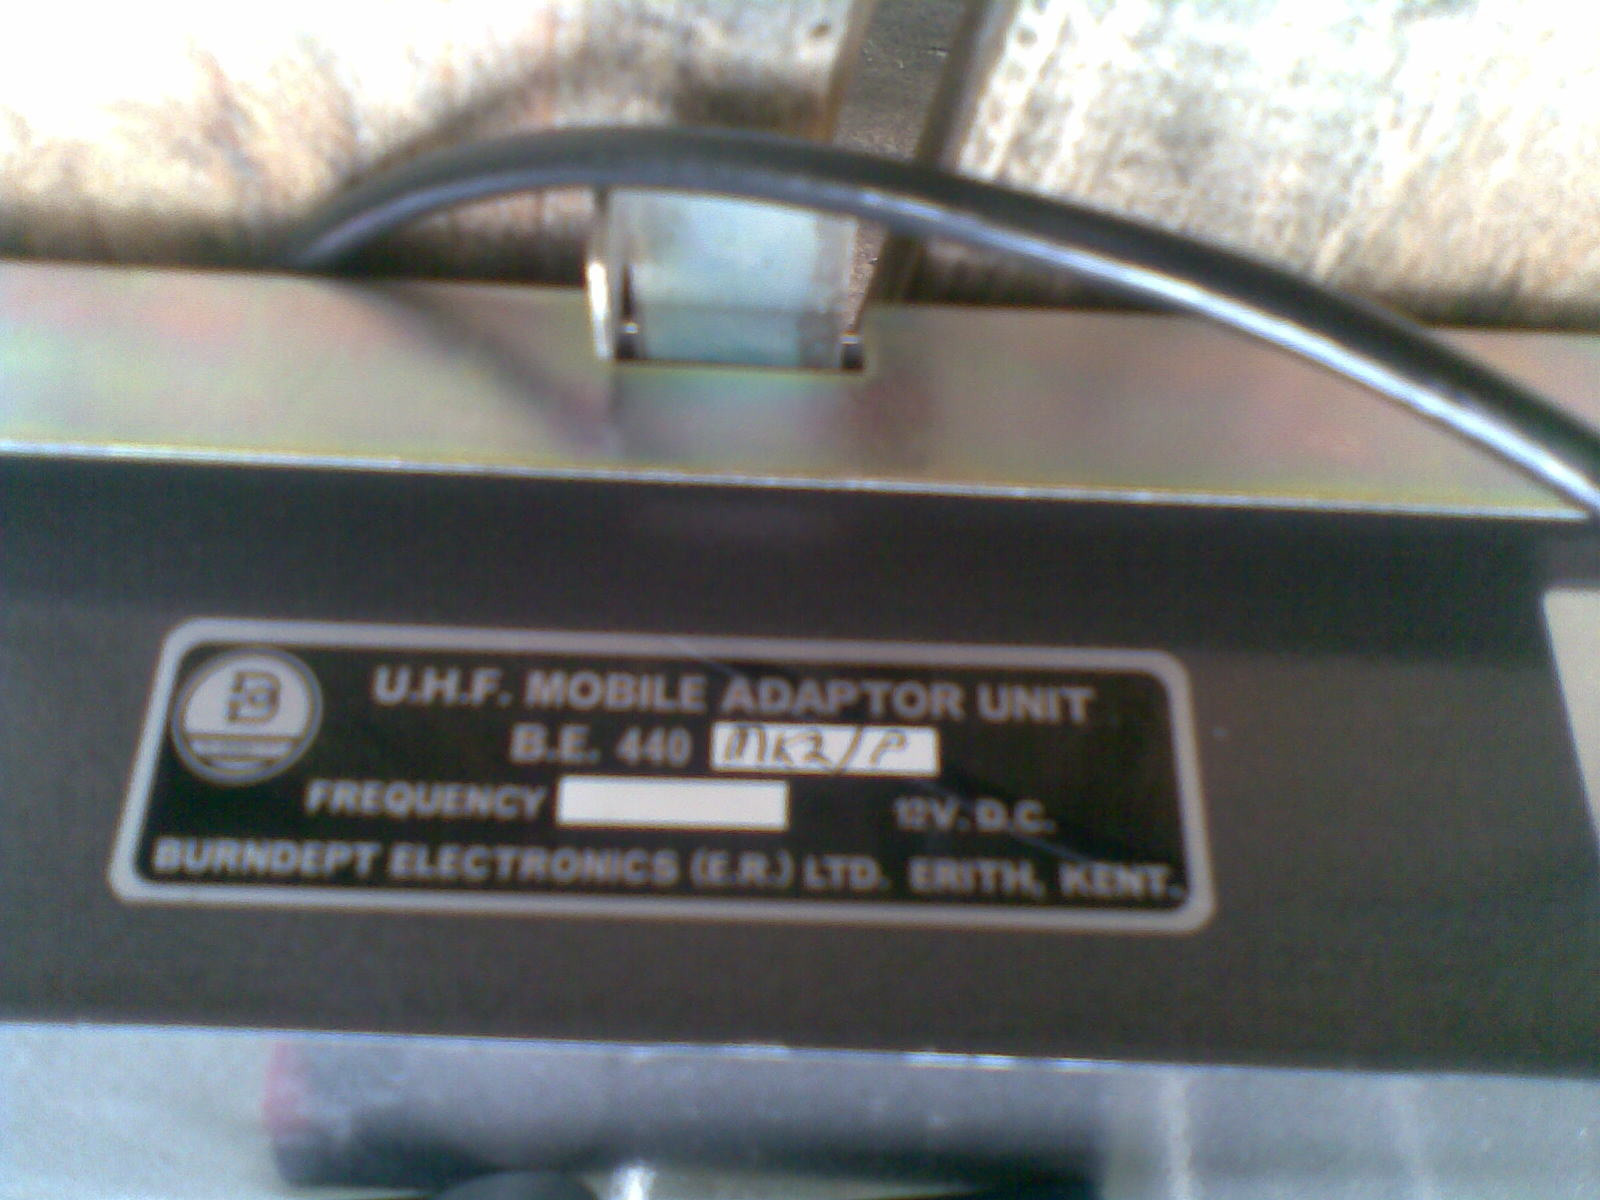 U.H.F. MOBILE ADAPTOR UNIT
B.E. 440 MK2/P
FREQUENCY 12V. D.C.
BURNDEPT ELECTRONICS (E.R.) LTD. ERITH, KENT.